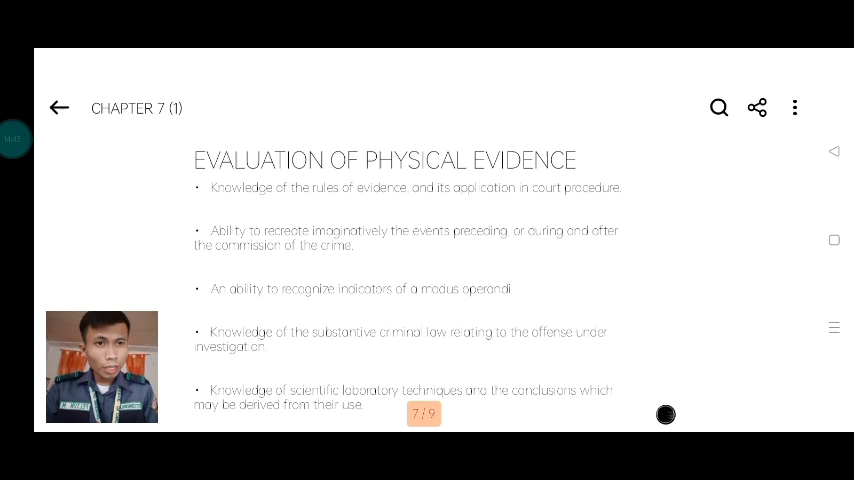 CHAPTER 7 (1)
14:45
EVALUATION OF PHYSICAL EVIDENCE
• Knowledge of the rules of evidence, and its application in court procedure.
• Ability to recreate imaginatively the events preceding, or during and after
the commission of the crime.
• An ability to recognize indicators of a modus operandi
• Knowledge of the substantive criminal law relating to the offense under
investigation.
• Knowledge of scientific laboratory techniques and the conclusions which
may be derived from their use.
7 / 9